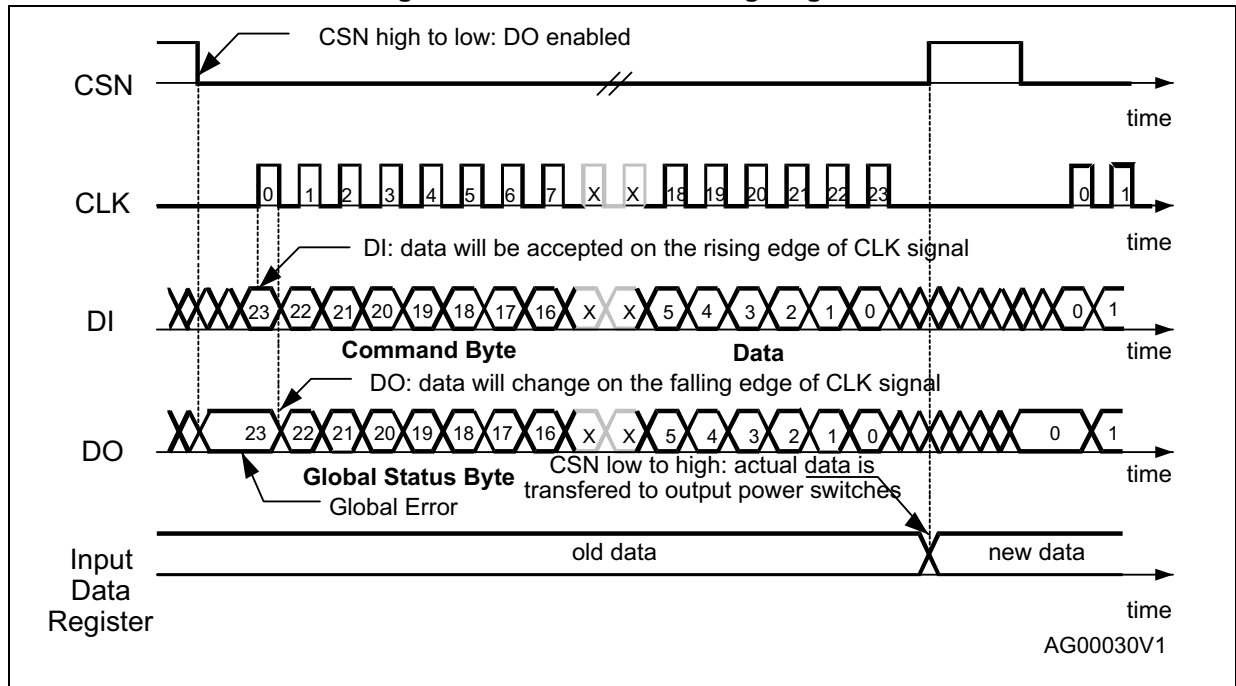 CSN high to low: DO enabled
CSN
time
0 1 2 3 4 5 6 7 X X 18 19 20 21 22 23 0 1
CLK
time
DI: data will be accepted on the rising edge of CLK signal
23 22 21 20 19 18 17 16 X X 5 4 3 2 1 0 0 1
DI
time
Command Byte Data
DO: data will change on the falling edge of CLK signal
23 22 21 20 19 18 17 16 X X 5 4 3 2 1 0 0 1
DO
time
Global Status Byte
CSN low to high: actual data is
transfered to output power switches
Global Error
old data new data
Input
Data
Register
time
AG00030V1